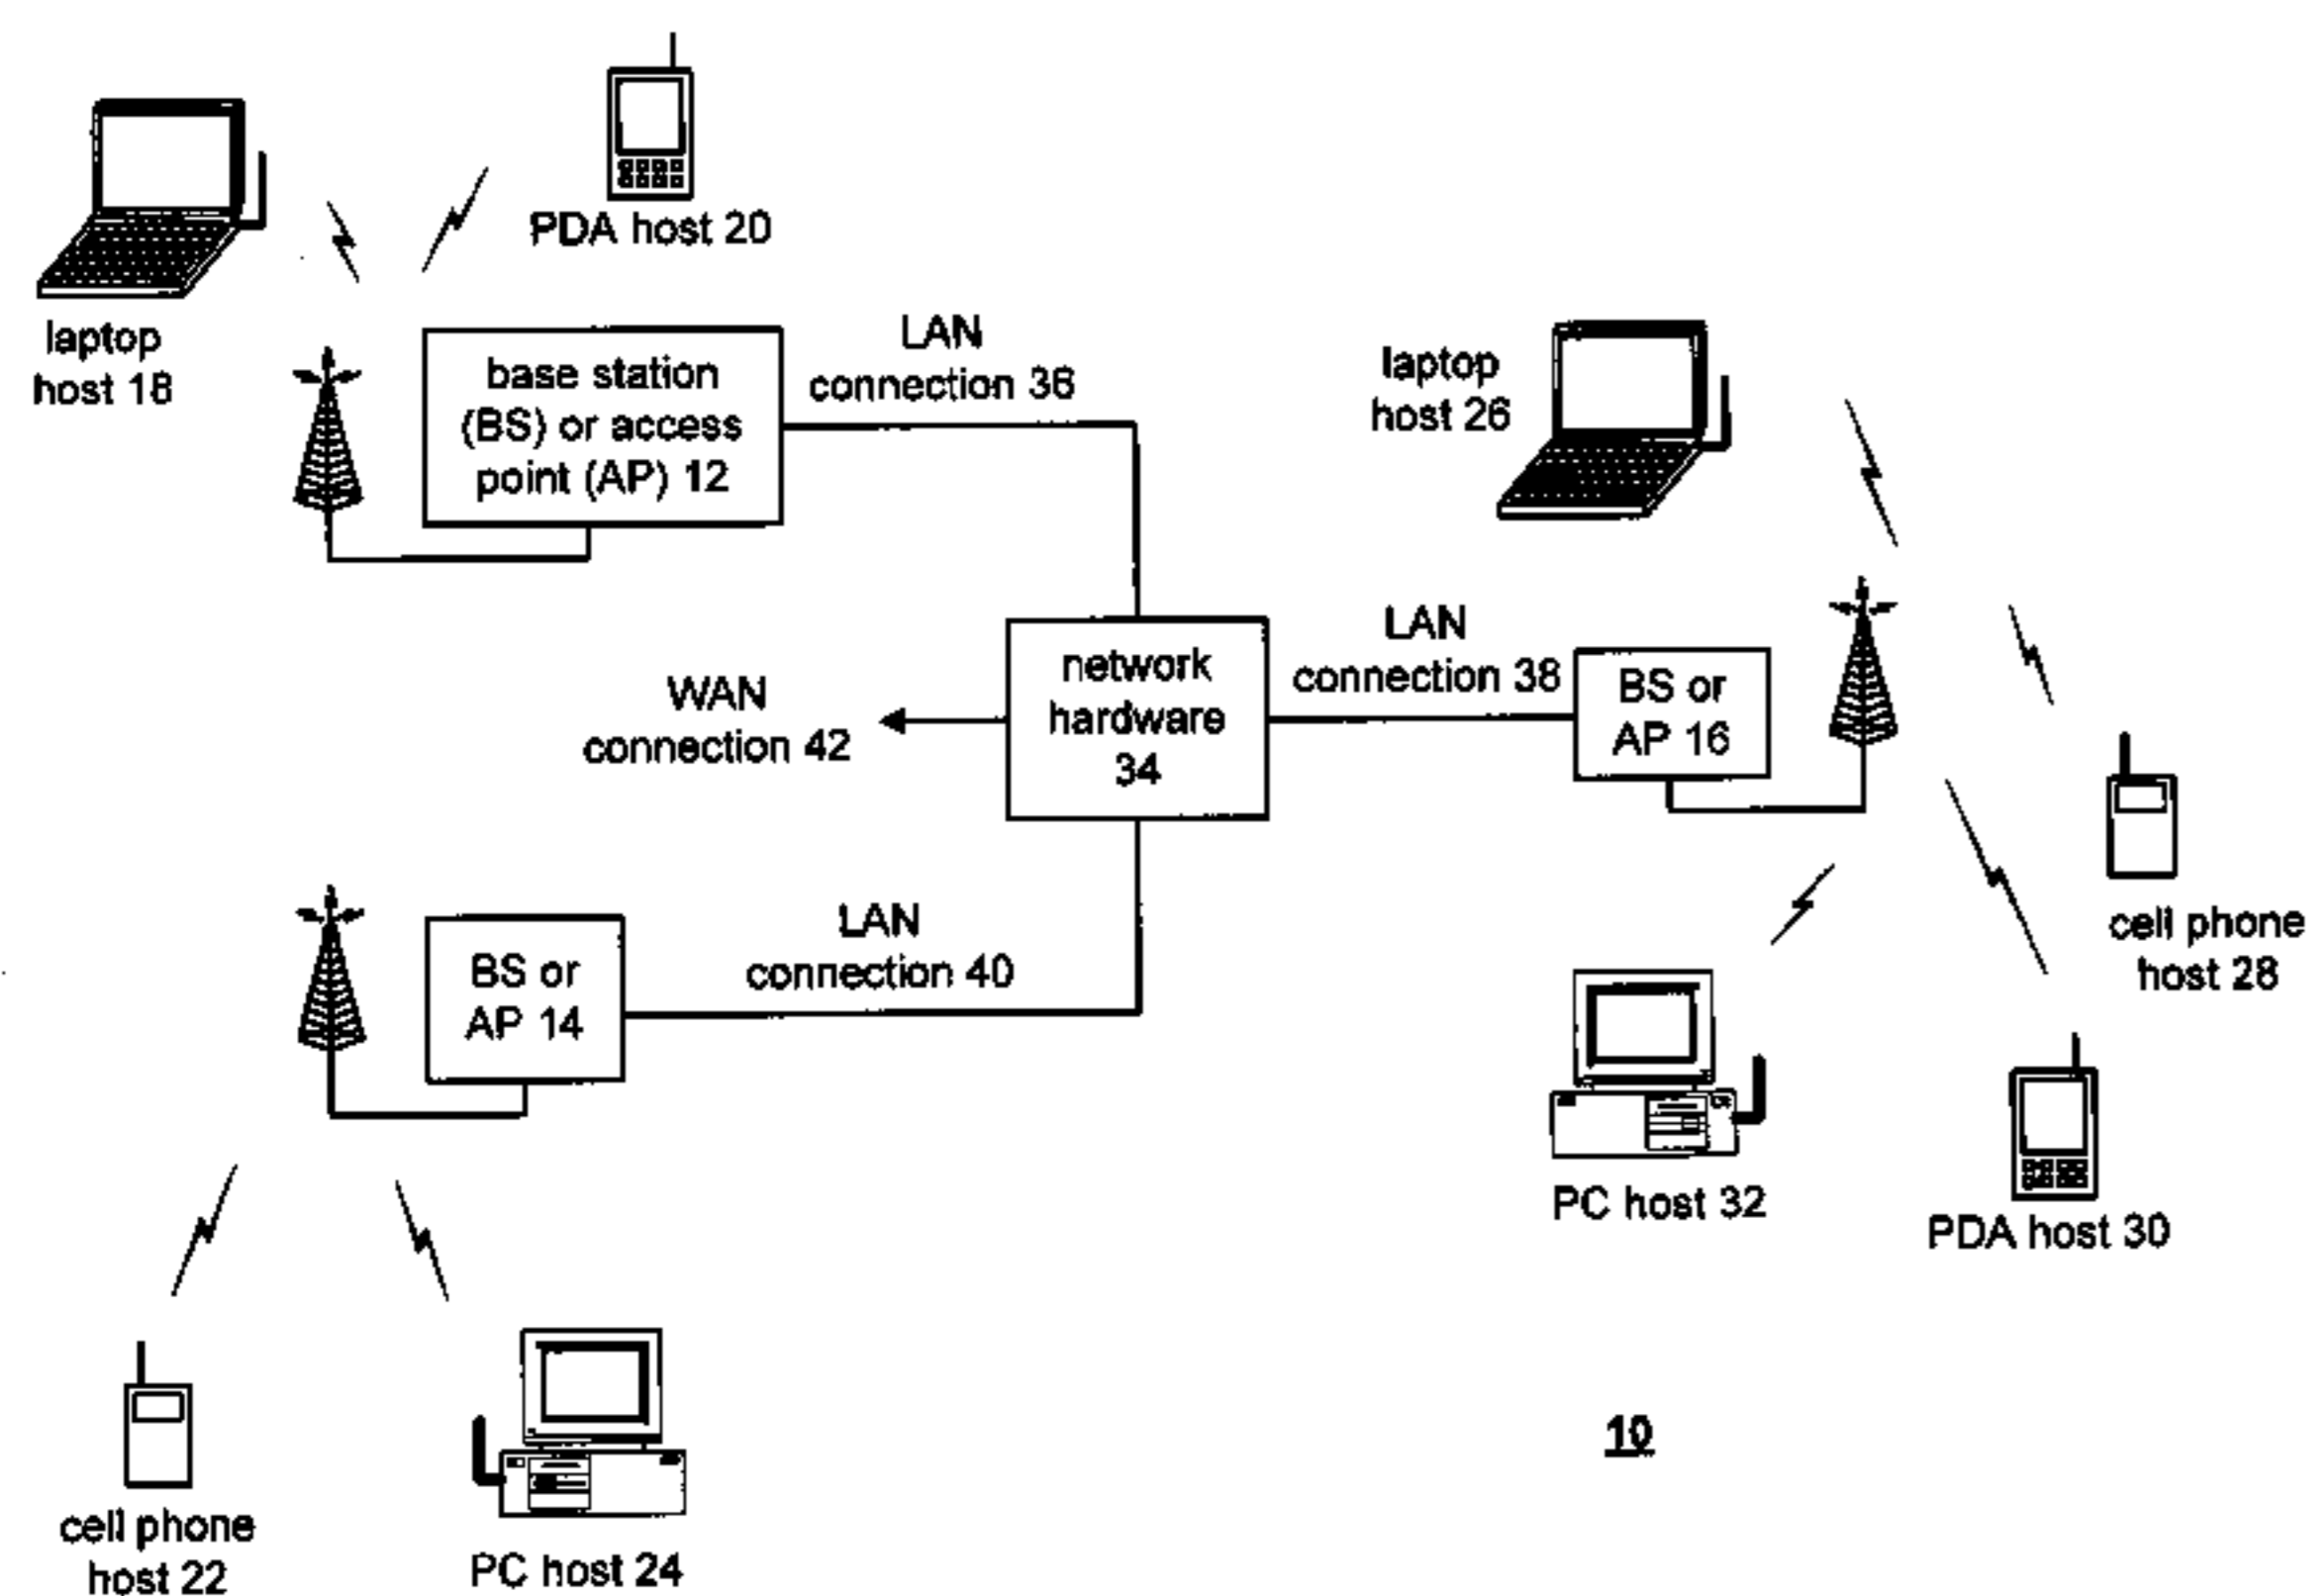 PDA host 20
laptop
host 18
base station
(BS) or access
point (AP) 12
LAN
connection 36
laptop
host 26
WAN
connection 42
network
hardware
34
LAN
connection 38
BS or
AP 16
cell phone
host 28
BS or
AP 14
LAN
connection 40
PC host 32
PDA host 30
10
cell phone
host 22
PC host 24